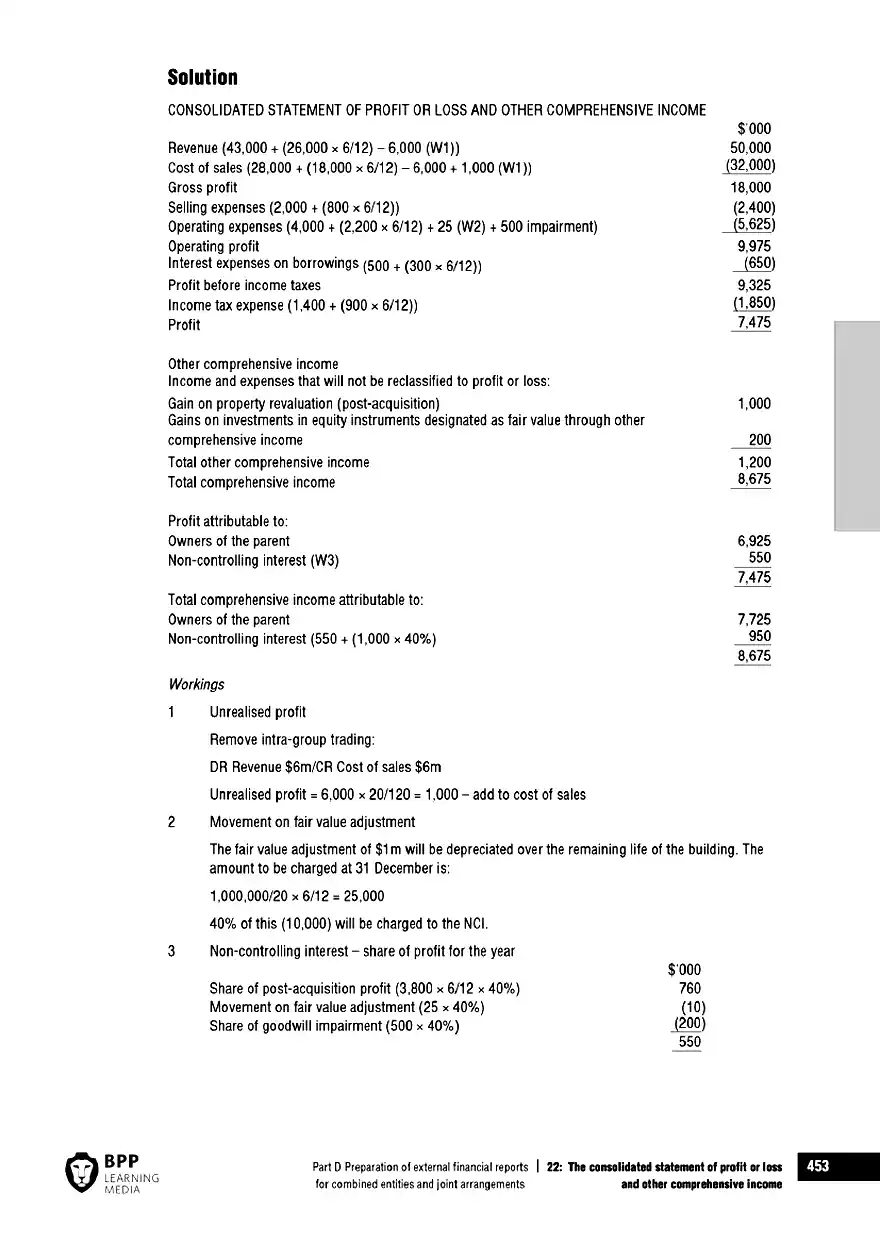 Solution
CONSOLIDATED STATEMENT OF PROFIT OR LOSS AND OTHER COMPREHENSIVE INCOME
$'000
Revenue (43,000 + (26,000 × 6/12) – 6,000 (W1)) 50,000
Cost of sales (28,000 + (18,000 × 6/12) – 6,000 + 1,000 (W1)) (32,000)
Gross profit 18,000
Selling expenses (2,000 + (800 × 6/12)) (2,400)
Operating expenses (4,000 + (2,200 × 6/12) + 25 (W2) + 500 impairment) (5,625)
Operating profit 9,975
Interest expenses on borrowings (500 + (300 × 6/12)) (650)
Profit before income taxes 9,325
Income tax expense (1,400 + (900 × 6/12)) (1,850)
Profit 7,475
Other comprehensive income
Income and expenses that will not be reclassified to profit or loss:
Gain on property revaluation (post-acquisition) 1,000
Gains on investments in equity instruments designated as fair value through other
comprehensive income 200
Total other comprehensive income 1,200
Total comprehensive income 8,675
Profit attributable to:
Owners of the parent 6,925
Non-controlling interest (W3) 550
7,475
Total comprehensive income attributable to:
Owners of the parent 7,725
Non-controlling interest (550 + (1,000 × 40%) 950
8,675
Workings
1 Unrealised profit
Remove intra-group trading:
DR Revenue $6m/CR Cost of sales $6m
Unrealised profit = 6,000 × 20/120 = 1,000 – add to cost of sales
2 Movement on fair value adjustment
The fair value adjustment of $1m will be depreciated over the remaining life of the building. The
amount to be charged at 31 December is:
1,000,000/20 × 6/12 = 25,000
40% of this (10,000) will be charged to the NCI.
3 Non-controlling interest – share of profit for the year
$'000
Share of post-acquisition profit (3,800 × 6/12 × 40%) 760
Movement on fair value adjustment (25 × 40%) (10)
Share of goodwill impairment (500 × 40%) (200)
550
BPP
LEARNING
MEDIA
Part D Preparation of external financial reports | 22: The consolidated statement of profit or loss 453
for combined entities and joint arrangements and other comprehensive income